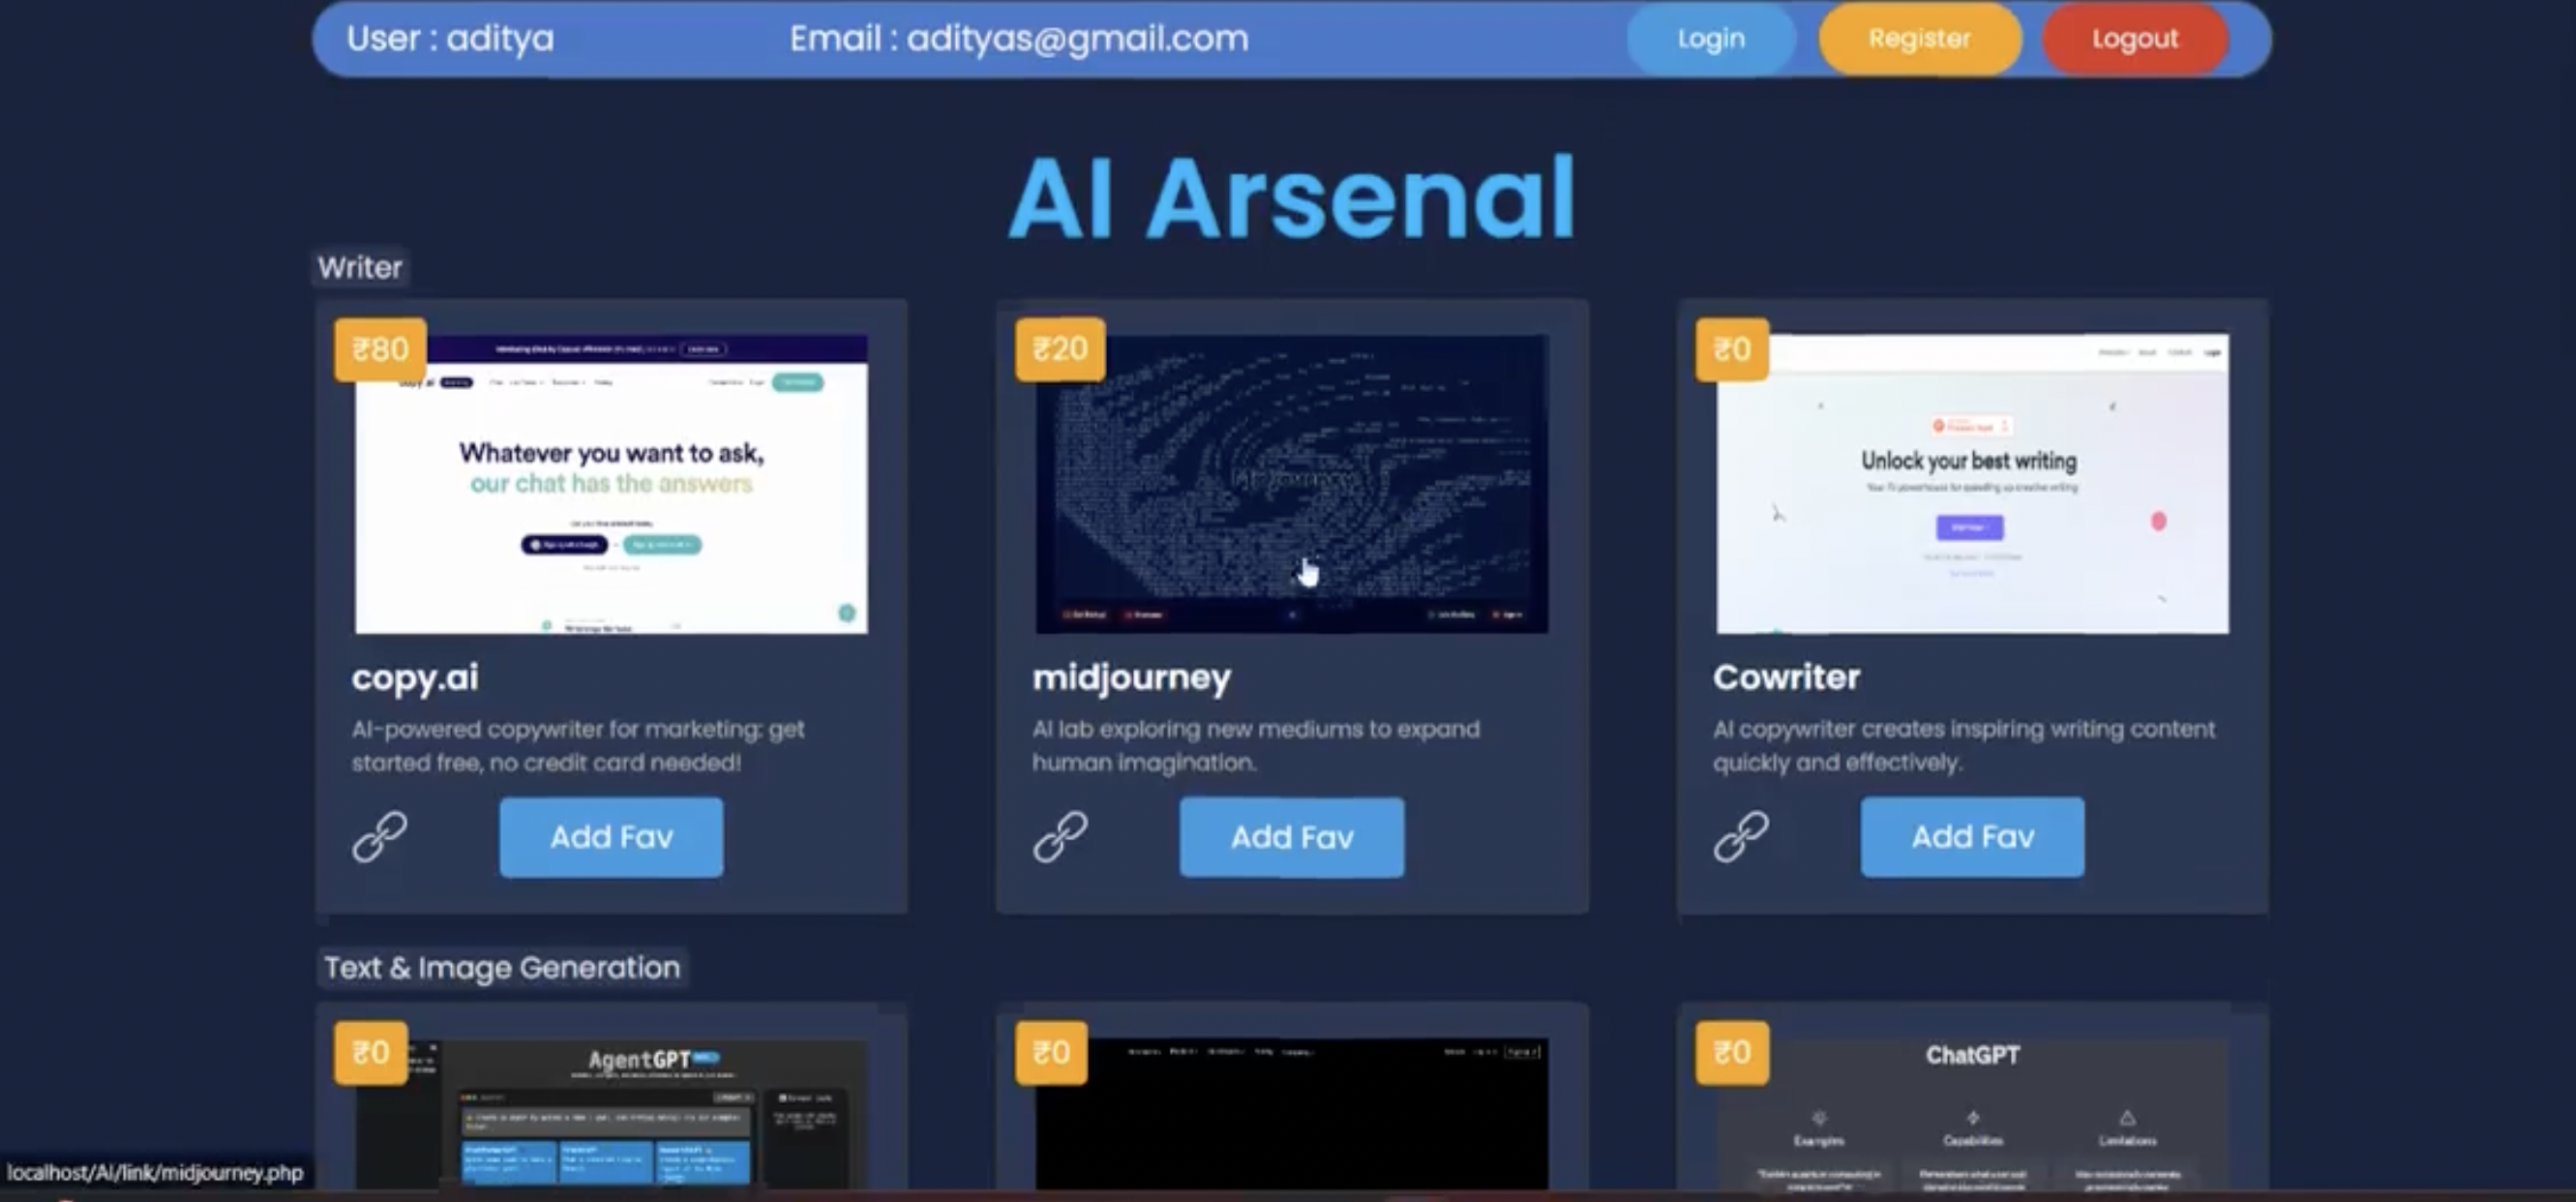 User : aditya
Email : adityas@gmail.com
Login
Register
Logout
AI Arsenal
Writer
₹80
Whatever you want to ask,
our chat has the answers
copy.ai
AI-powered copywriter for marketing: get
started free, no credit card needed!
Add Fav
₹20
midjourney
AI lab exploring new mediums to expand
human imagination.
Add Fav
₹0
Unlock your best writing
Cowriter
AI copywriter creates inspiring writing content
quickly and effectively.
Add Fav
Text & Image Generation
₹0
AgentGPT
₹0
₹0
ChatGPT
Examples
Capabilities
Limitations
localhost/AI/link/midjourney.php